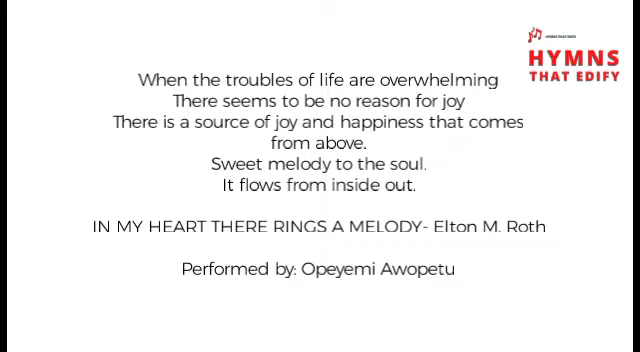 HYMNS
THAT EDIFY
When the troubles of life are overwhelming
There seems to be no reason for joy
There is a source of joy and happiness that comes
from above.
Sweet melody to the soul.
It flows from inside out.
IN MY HEART THERE RINGS A MELODY- Elton M. Roth
Performed by: Opeyemi Awopetu